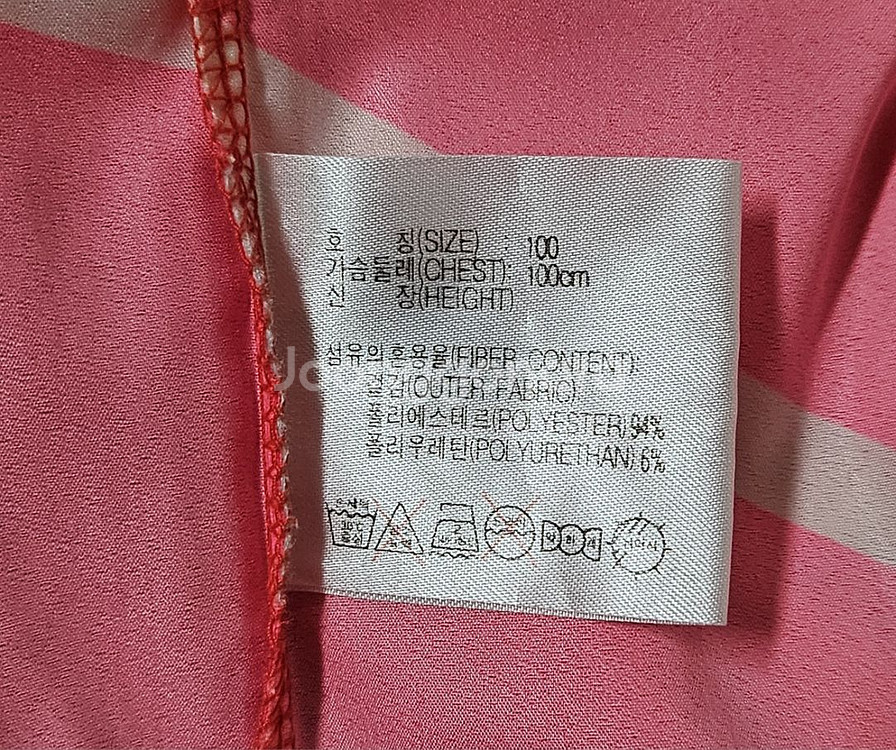 호 징(SIZE) : 100
가슴둘레(CHEST): 100cm
신 장(HEIGHT)
섬유의혼용율(FIBER CONTENT):
겉감(OUTER FABRIC)
폴리에스테르(POLYESTER)94%
폴리우레탄(POLYURETHAN)6%